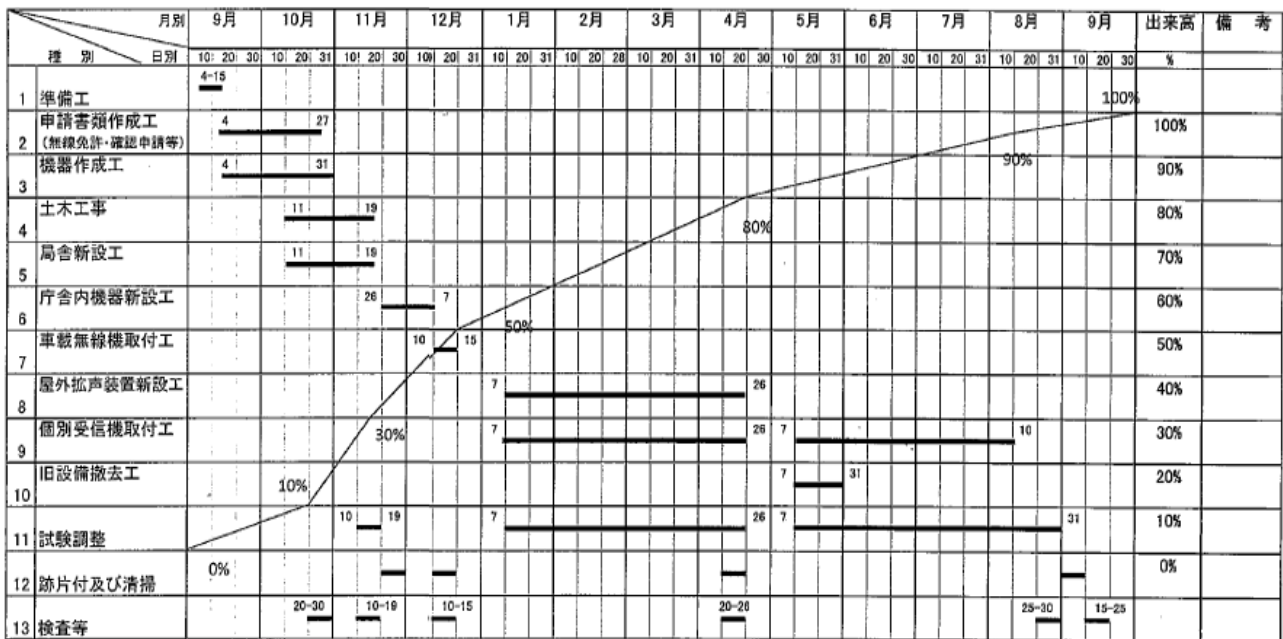 月別 9月 10月 11月 12月 1月 2月 3月 4月 5月 6月 7月 8月 9月 出来高 備 考
種 別 日別 10 20 30 10 20 31 10 20 30 10 20 31 10 20 31 10 20 28 10 20 31 10 20 30 10 20 31 10 20 30 10 20 31 10 20 31 10 20 30 %
4-15
1 準備工 100%
申請書類作成工 4 27 100%
2 (無線免許・確認申請等)
機器作成工 4 31 90% 90%
3
土木工事 11 19 80%
4 80%
局舎新設工 11 19 70%
5
庁舎内機器新設工 26 7 60%
6 50%
車載無線機取付工 10 15 50%
7
屋外拡声装置新設工 7 26 40%
8
個別受信機取付工 30% 7 26 7 10 30%
9
旧設備撤去工 7 31 20%
10 10%
10 19 7 26 7 31 10%
11 試験調整
0% 0%
12 跡片付及び清掃
20-30 10-19 10-15 20-26 25-30 15-25
13 検査等